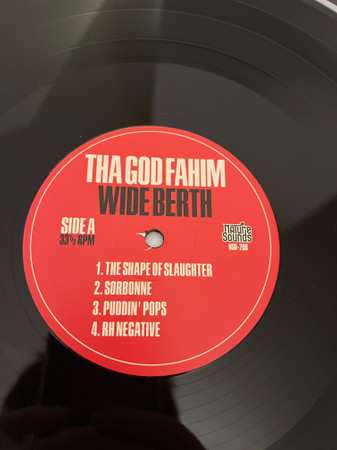 THA GOD FAHIM
WIDE BERTH
SIDE A
33⅓ RPM
Nature
Sounds
NSD-260
1. THE SHAPE OF SLAUGHTER
2. SORBONNE
3. PUDDIN' POPS
4. RH NEGATIVE